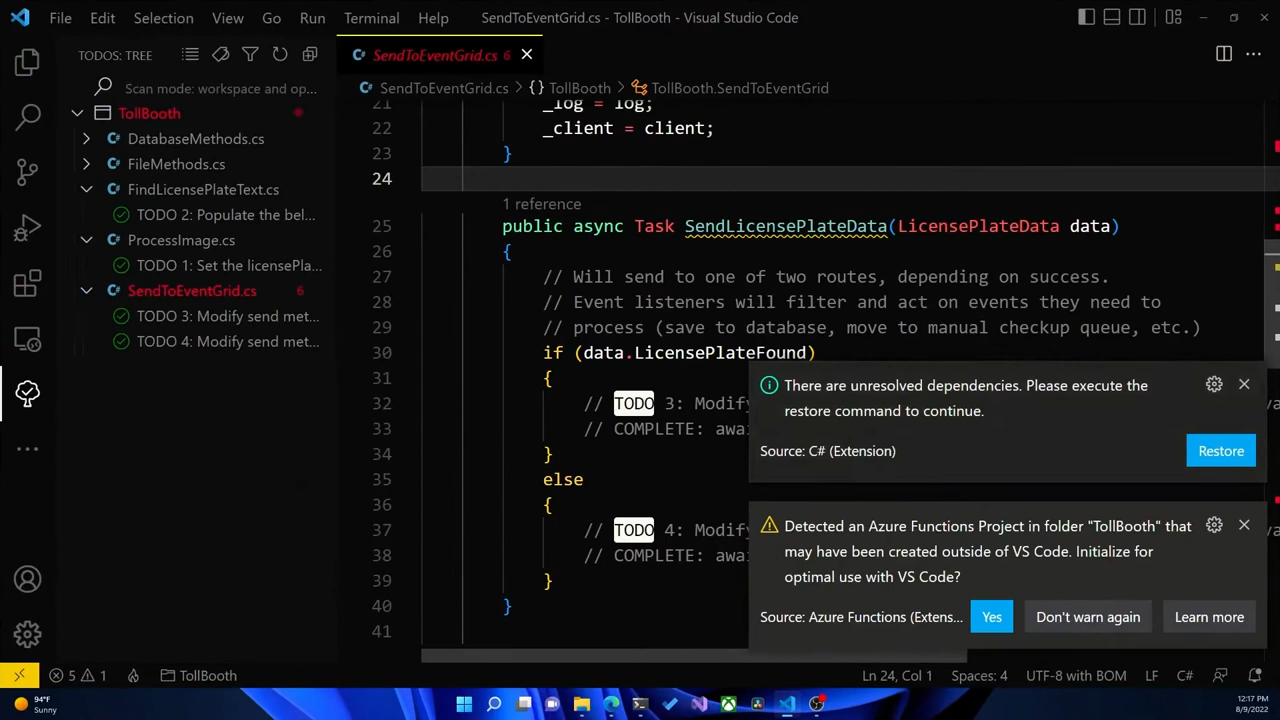 File Edit Selection View Go Run Terminal Help
SendToEventGrid.cs - TollBooth - Visual Studio Code
TODOS: TREE
Scan mode: workspace and op...
TollBooth
DatabaseMethods.cs
FileMethods.cs
FindLicensePlateText.cs
TODO 2: Populate the bel...
ProcessImage.cs
TODO 1: Set the licensePla...
SendToEventGrid.cs 6
TODO 3: Modify send met...
TODO 4: Modify send met...
SendToEventGrid.cs 6
SendToEventGrid.cs > {} TollBooth > TollBooth.SendToEventGrid
21 _log = log;
22 _client = client;
23 }
24
1 reference
25 public async Task SendLicensePlateData(LicensePlateData data)
26 {
27 // Will send to one of two routes, depending on success.
28 // Event listeners will filter and act on events they need to
29 // process (save to database, move to manual checkup queue, etc.)
30 if (data.LicensePlateFound)
31 {
32 // TODO 3: Modify
33 // COMPLETE: awai
34 }
35 else
36 {
37 // TODO 4: Modify
38 // COMPLETE: awai
39 }
40 }
41
There are unresolved dependencies. Please execute the
restore command to continue.
Source: C# (Extension)
Restore
Detected an Azure Functions Project in folder "TollBooth" that
may have been created outside of VS Code. Initialize for
optimal use with VS Code?
Source: Azure Functions (Extens...
Yes Don't warn again Learn more
5 1 TollBooth
Ln 24, Col 1 Spaces: 4 UTF-8 with BOM LF C#
94°F
Sunny
12:17 PM
8/9/2022